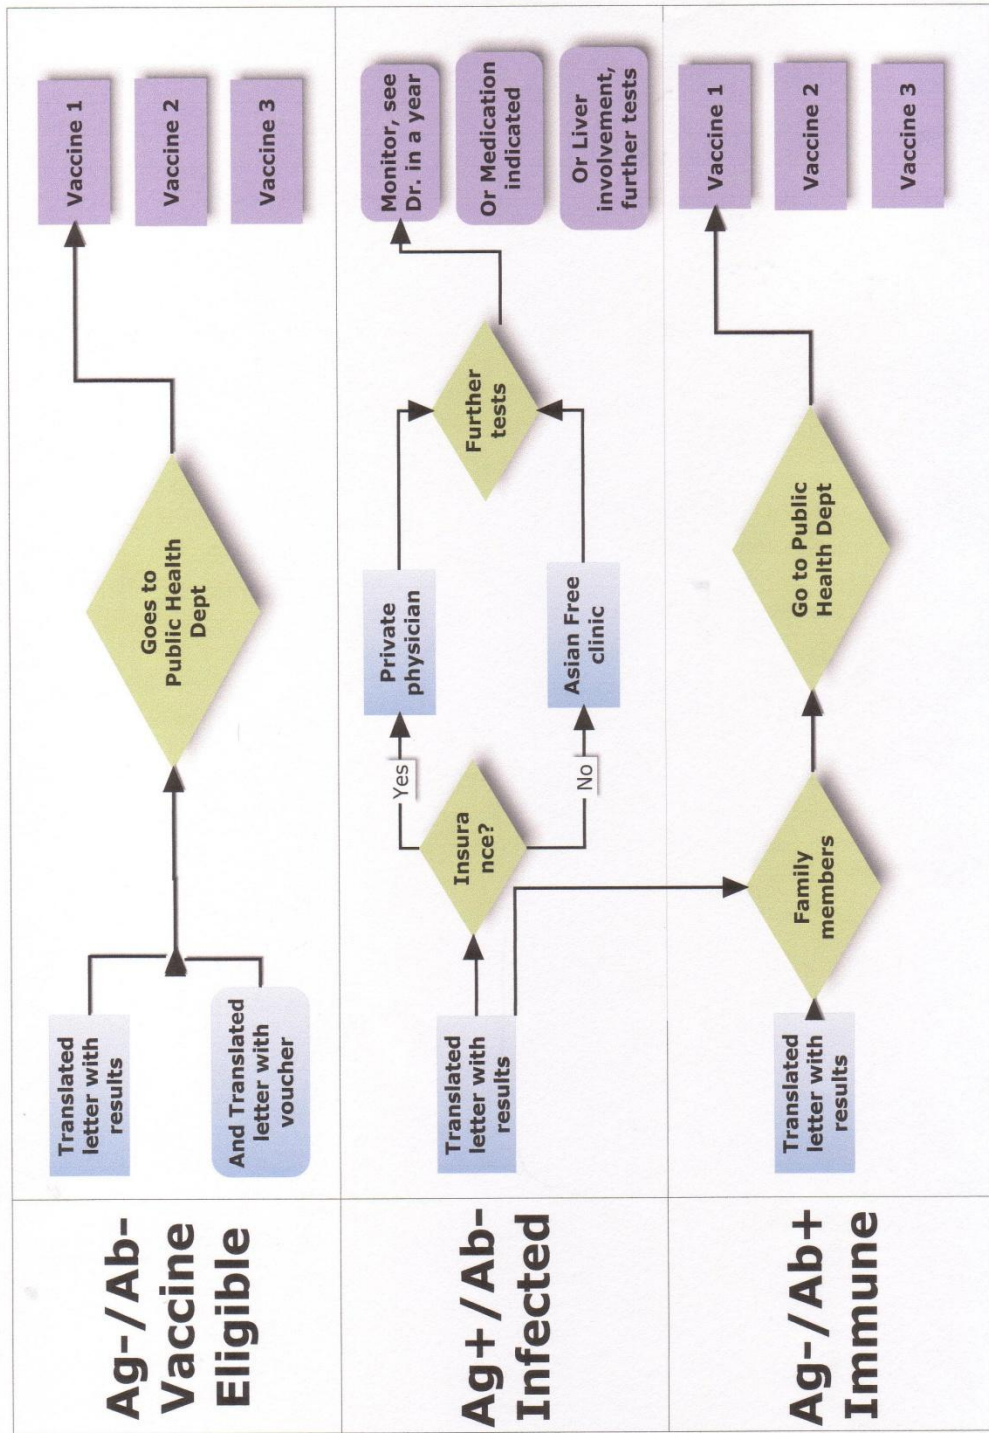 Ag-/Ab-
Vaccine
Eligible
Translated
letter with
results
And Translated
letter with
voucher
Goes to
Public Health
Dept
Vaccine 1
Vaccine 2
Vaccine 3
Ag+/Ab-
Infected
Translated
letter with
results
Insura
nce?
Yes
No
Private
physician
Asian Free
clinic
Further
tests
Monitor, see
Dr. in a year
Or Medication
indicated
Or Liver
involvement,
further tests
Ag-/Ab+
Immune
Translated
letter with
results
Family
members
Go to Public
Health Dept
Vaccine 1
Vaccine 2
Vaccine 3